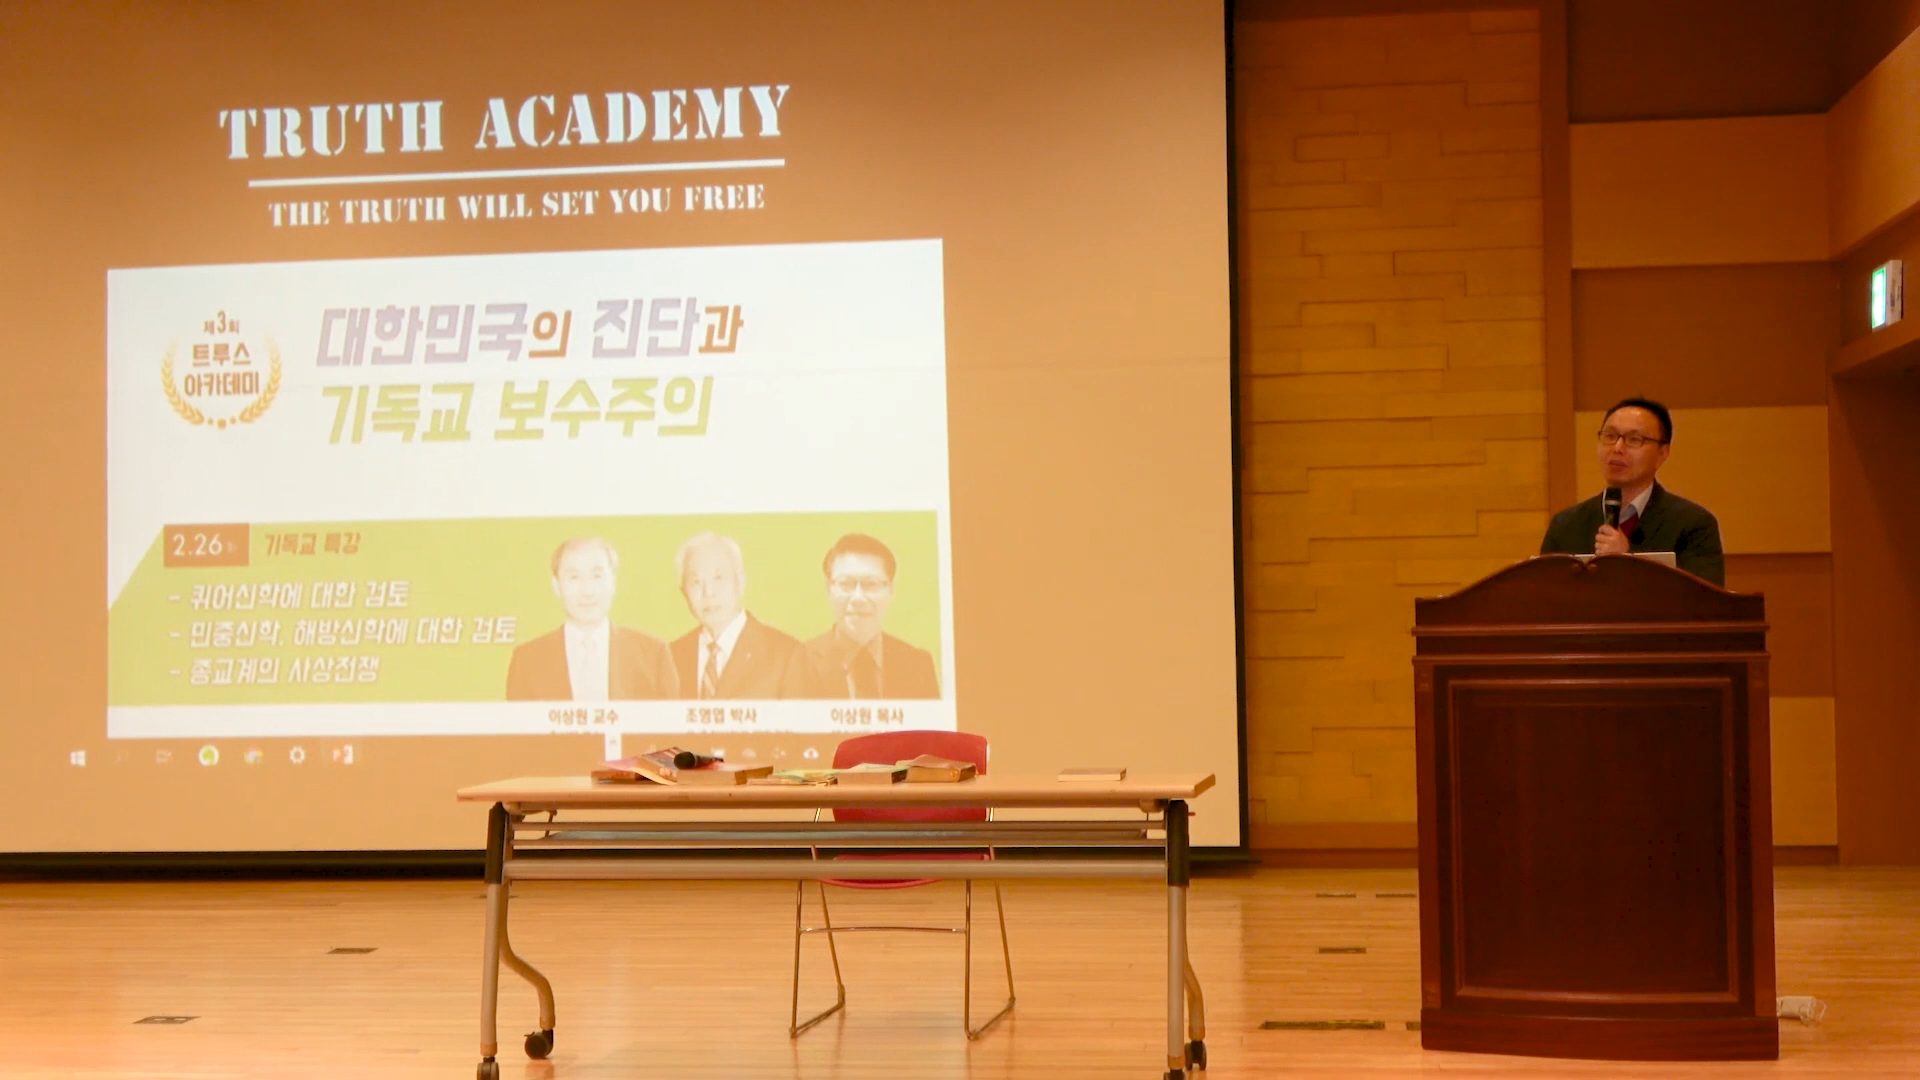 TRUTH ACADEMY
THE TRUTH WILL SET YOU FREE
제3회
트루스
아카데미
대한민국의 진단과
기독교 보수주의
2.26
기독교 특강
- 퀴어신학에 대한 검토
- 민중신학, 해방신학에 대한 검토
- 종교계의 사상전쟁
이상원 교수
조영엽 박사
이상원 목사